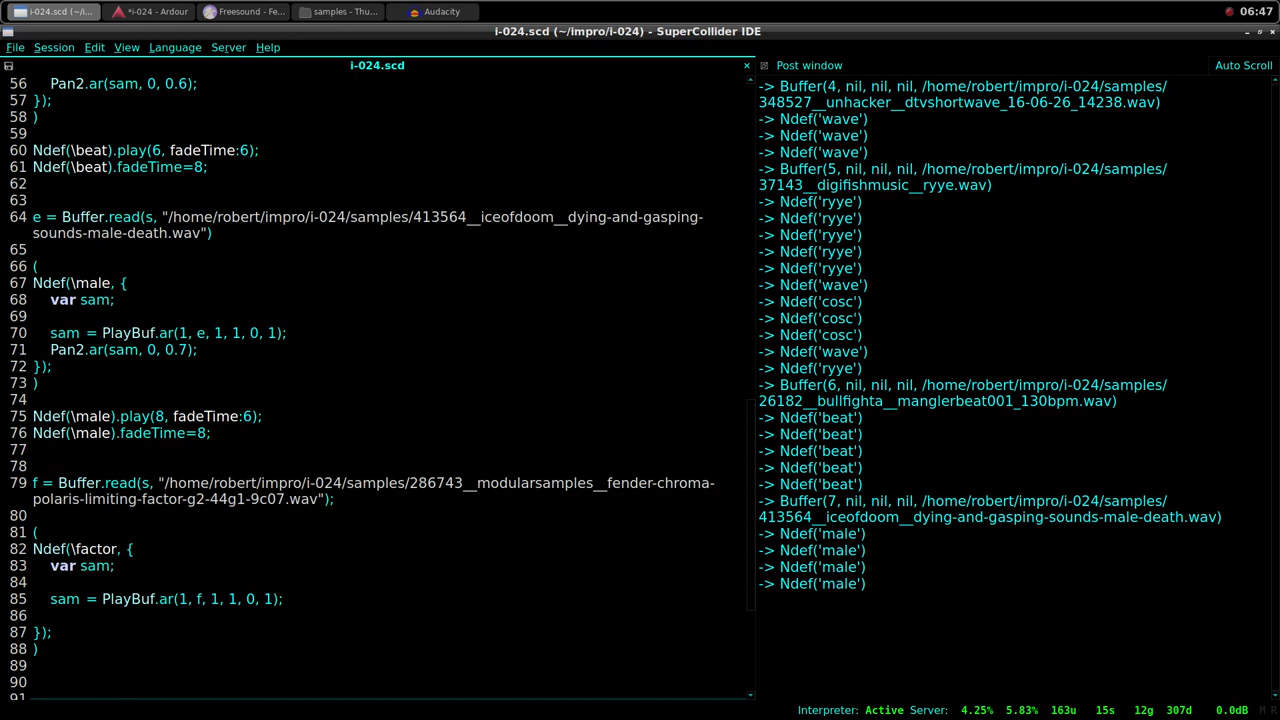 i-024.scd (~/i...
*i-024 - Ardour
Freesound - Fe...
samples - Thu...
Audacity
06:47
i-024.scd (~/impro/i-024) - SuperCollider IDE
File Session Edit View Language Server Help
i-024.scd
56 Pan2.ar(sam, 0, 0.6);
57 });
58 )
59
60 Ndef(\beat).play(6, fadeTime:6);
61 Ndef(\beat).fadeTime=8;
62
63
64 e = Buffer.read(s, "/home/robert/impro/i-024/samples/413564__iceofdoom__dying-and-gasping-
sounds-male-death.wav")
65
66 (
67 Ndef(\male, {
68 var sam;
69
70 sam = PlayBuf.ar(1, e, 1, 1, 0, 1);
71 Pan2.ar(sam, 0, 0.7);
72 });
73 )
74
75 Ndef(\male).play(8, fadeTime:6);
76 Ndef(\male).fadeTime=8;
77
78
79 f = Buffer.read(s, "/home/robert/impro/i-024/samples/286743__modularsamples__fender-chroma-
polaris-limiting-factor-g2-44g1-9c07.wav");
80
81 (
82 Ndef(\factor, {
83 var sam;
84
85 sam = PlayBuf.ar(1, f, 1, 1, 0, 1);
86
87 });
88 )
89
90
91
Post window
Auto Scroll
-> Buffer(4, nil, nil, nil, /home/robert/impro/i-024/samples/
348527__unhacker__dtvshortwave_16-06-26_14238.wav)
-> Ndef('wave')
-> Ndef('wave')
-> Ndef('wave')
-> Buffer(5, nil, nil, nil, /home/robert/impro/i-024/samples/
37143__digifishmusic__ryye.wav)
-> Ndef('ryye')
-> Ndef('ryye')
-> Ndef('ryye')
-> Ndef('ryye')
-> Ndef('ryye')
-> Ndef('wave')
-> Ndef('cosc')
-> Ndef('cosc')
-> Ndef('cosc')
-> Ndef('wave')
-> Ndef('ryye')
-> Buffer(6, nil, nil, nil, /home/robert/impro/i-024/samples/
26182__bullfighta__manglerbeat001_130bpm.wav)
-> Ndef('beat')
-> Ndef('beat')
-> Ndef('beat')
-> Ndef('beat')
-> Ndef('beat')
-> Buffer(7, nil, nil, nil, /home/robert/impro/i-024/samples/
413564__iceofdoom__dying-and-gasping-sounds-male-death.wav)
-> Ndef('male')
-> Ndef('male')
-> Ndef('male')
-> Ndef('male')
Interpreter: Active Server: 4.25% 5.83% 163u 15s 12g 307d 0.0dB M R